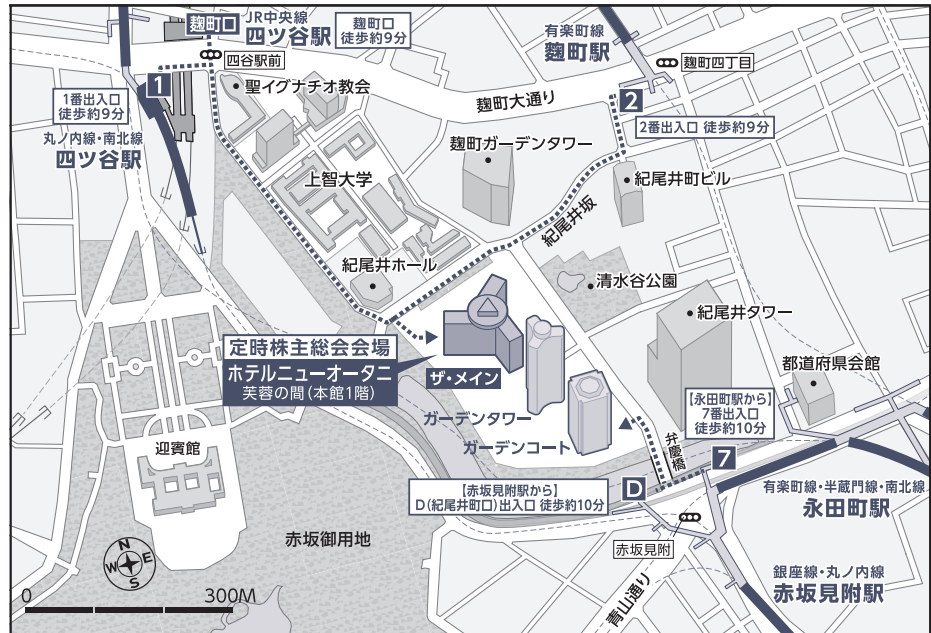 麹町口
JR中央線
四ツ谷駅
麹町口
徒歩約9分
四谷駅前
1
1番出入口
徒歩約9分
丸ノ内線・南北線
四ツ谷駅
聖イグナチオ教会
上智大学
紀尾井ホール
有楽町線
麹町駅
麹町四丁目
麹町大通り
2
2番出入口 徒歩約9分
麹町ガーデンタワー
紀尾井町ビル
紀尾井坂
清水谷公園
紀尾井タワー
都道府県会館
定時株主総会会場
ホテルニューオータニ
芙蓉の間(本館1階)
ザ・メイン
ガーデンタワー
ガーデンコート
【永田町駅から】
7番出入口
徒歩約10分
弁慶橋
7
D
【赤坂見附駅から】
D(紀尾井町口)出入口 徒歩約10分
有楽町線・半蔵門線・南北線
永田町駅
赤坂見附
青山通り
銀座線・丸ノ内線
赤坂見附駅
迎賓館
赤坂御用地
N
W E
S
0 300M